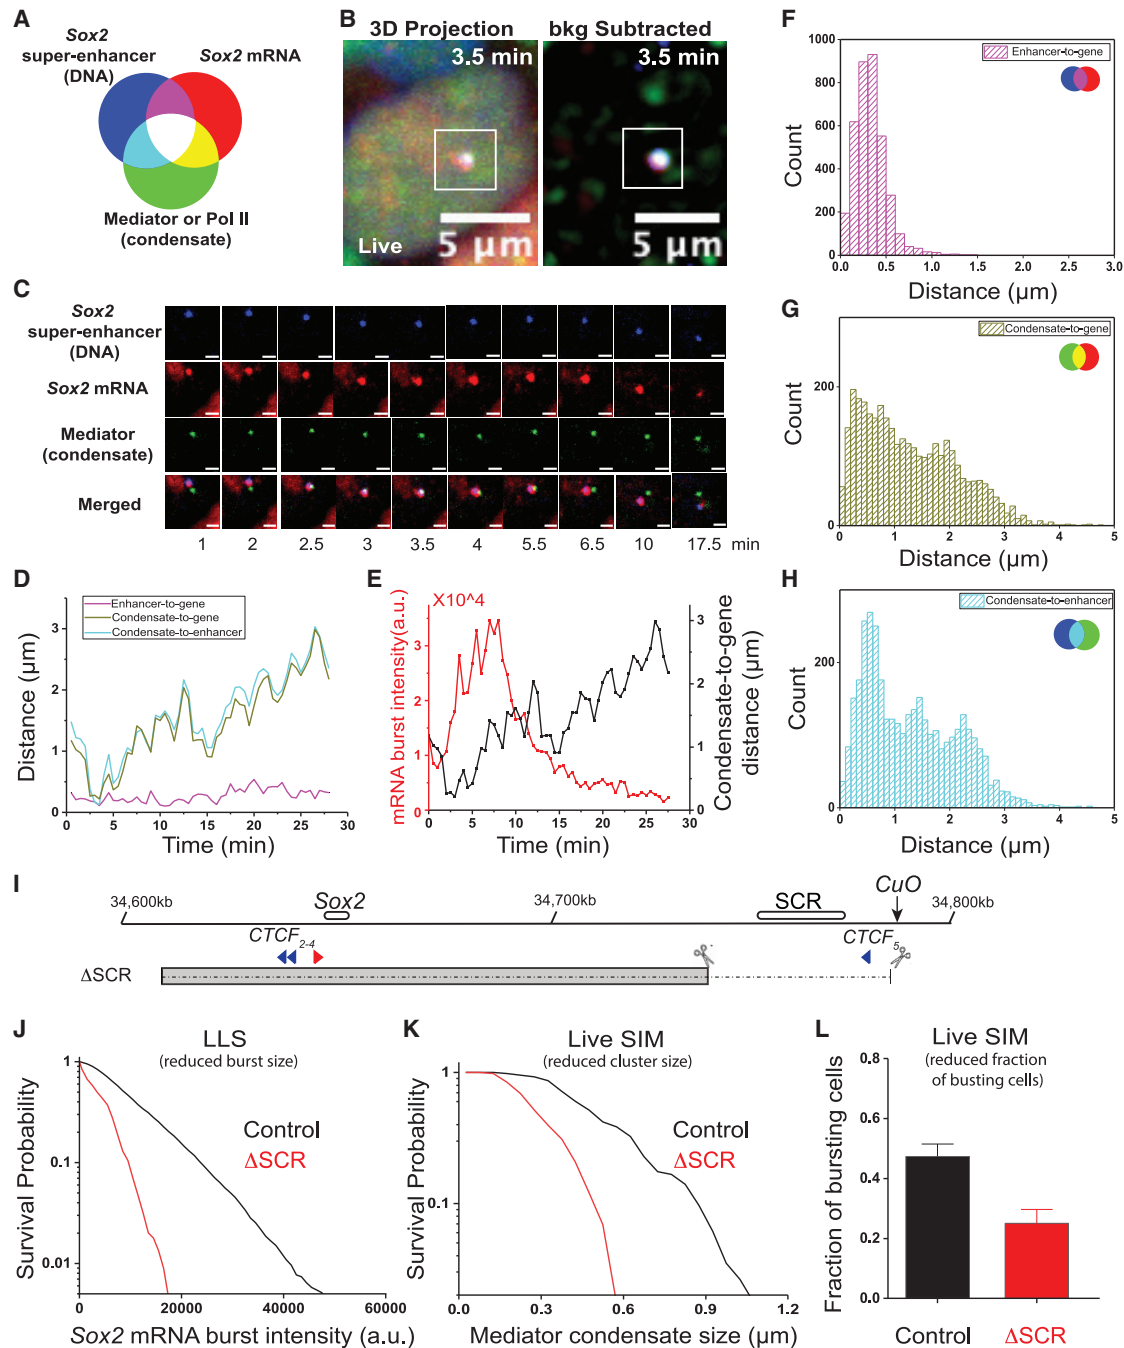 A
Sox2
super-enhancer
(DNA)
Sox2 mRNA
Mediator or Pol II
(condensate)
B
3D Projection
bkg Subtracted
3.5 min
3.5 min
Live
5 µm
5 µm
C
Sox2
super-enhancer
(DNA)
Sox2 mRNA
Mediator
(condensate)
Merged
1 2 2.5 3 3.5 4 5.5 6.5 10 17.5 min
D
Enhancer-to-gene
Condensate-to-gene
Condensate-to-enhancer
Distance (µm)
3
2
1
0
0 5 10 15 20 25 30
Time (min)
E
X10^4
mRNA burst intensity(a.u.)
3
2
1
0
Condensate-to-gene
distance (µm)
3
2
1
0
0 5 10 15 20 25 30
Time (min)
F
Enhancer-to-gene
Count
1000
800
600
400
200
0
0.0 0.5 1.0 1.5 2.0 2.5 3.0
Distance (µm)
G
Condensate-to-gene
Count
200
0
0 1 2 3 4 5
Distance (µm)
H
Condensate-to-enhancer
Count
200
0
0 1 2 3 4 5
Distance (µm)
I
34,600kb
Sox2
34,700kb
SCR
CuO
34,800kb
CTCF2-4
CTCF5
ΔSCR
J
LLS
(reduced burst size)
Survival Probability
1
0.1
0.01
Control
ΔSCR
0 20000 40000 60000
Sox2 mRNA burst intensity (a.u.)
K
Live SIM
(reduced cluster size)
Survival Probability
1
0.1
Control
ΔSCR
0.0 0.3 0.6 0.9 1.2
Mediator condensate size (µm)
L
Live SIM
(reduced fraction
of busting cells)
Fraction of bursting cells
0.8
0.6
0.4
0.2
0.0
Control ΔSCR